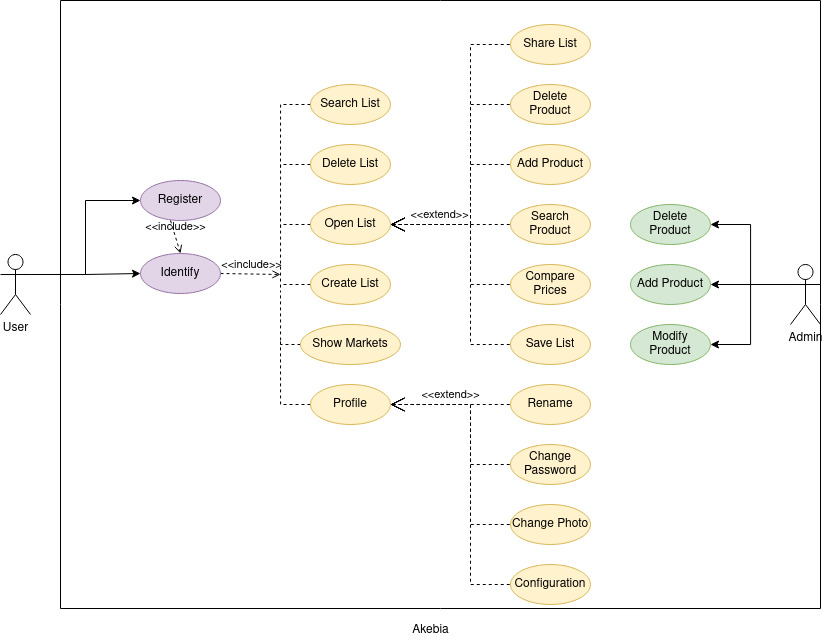 Share List
Search List
Delete
Product
Delete List
Add Product
Register
<<include>>
Open List
<<extend>>
Search
Product
Delete
Product
User
Identify
<<include>>
Create List
Compare
Prices
Add Product
Admin
Show Markets
Save List
Modify
Product
Profile
<<extend>>
Rename
Change
Password
Change Photo
Configuration
Akebia